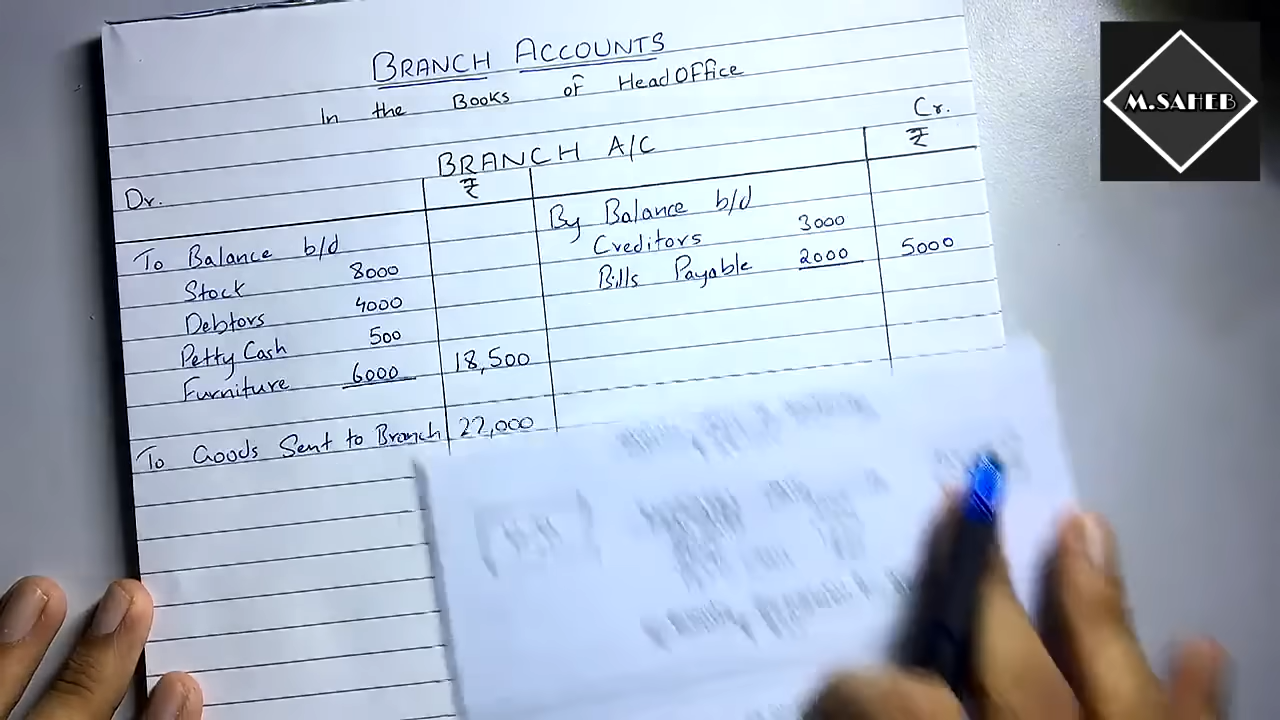 BRANCH ACCOUNTS
In the Books of Head Office
BRANCH A/C
Dr. ₹ Cr. ₹
To Balance b/d
Stock 8000
Debtors 4000
Petty Cash 500
Furniture 6000 18,500
To Goods Sent to Branch 22,000
By Balance b/d
Creditors 3000
Bills Payable 2000 5000
M.SAHEB